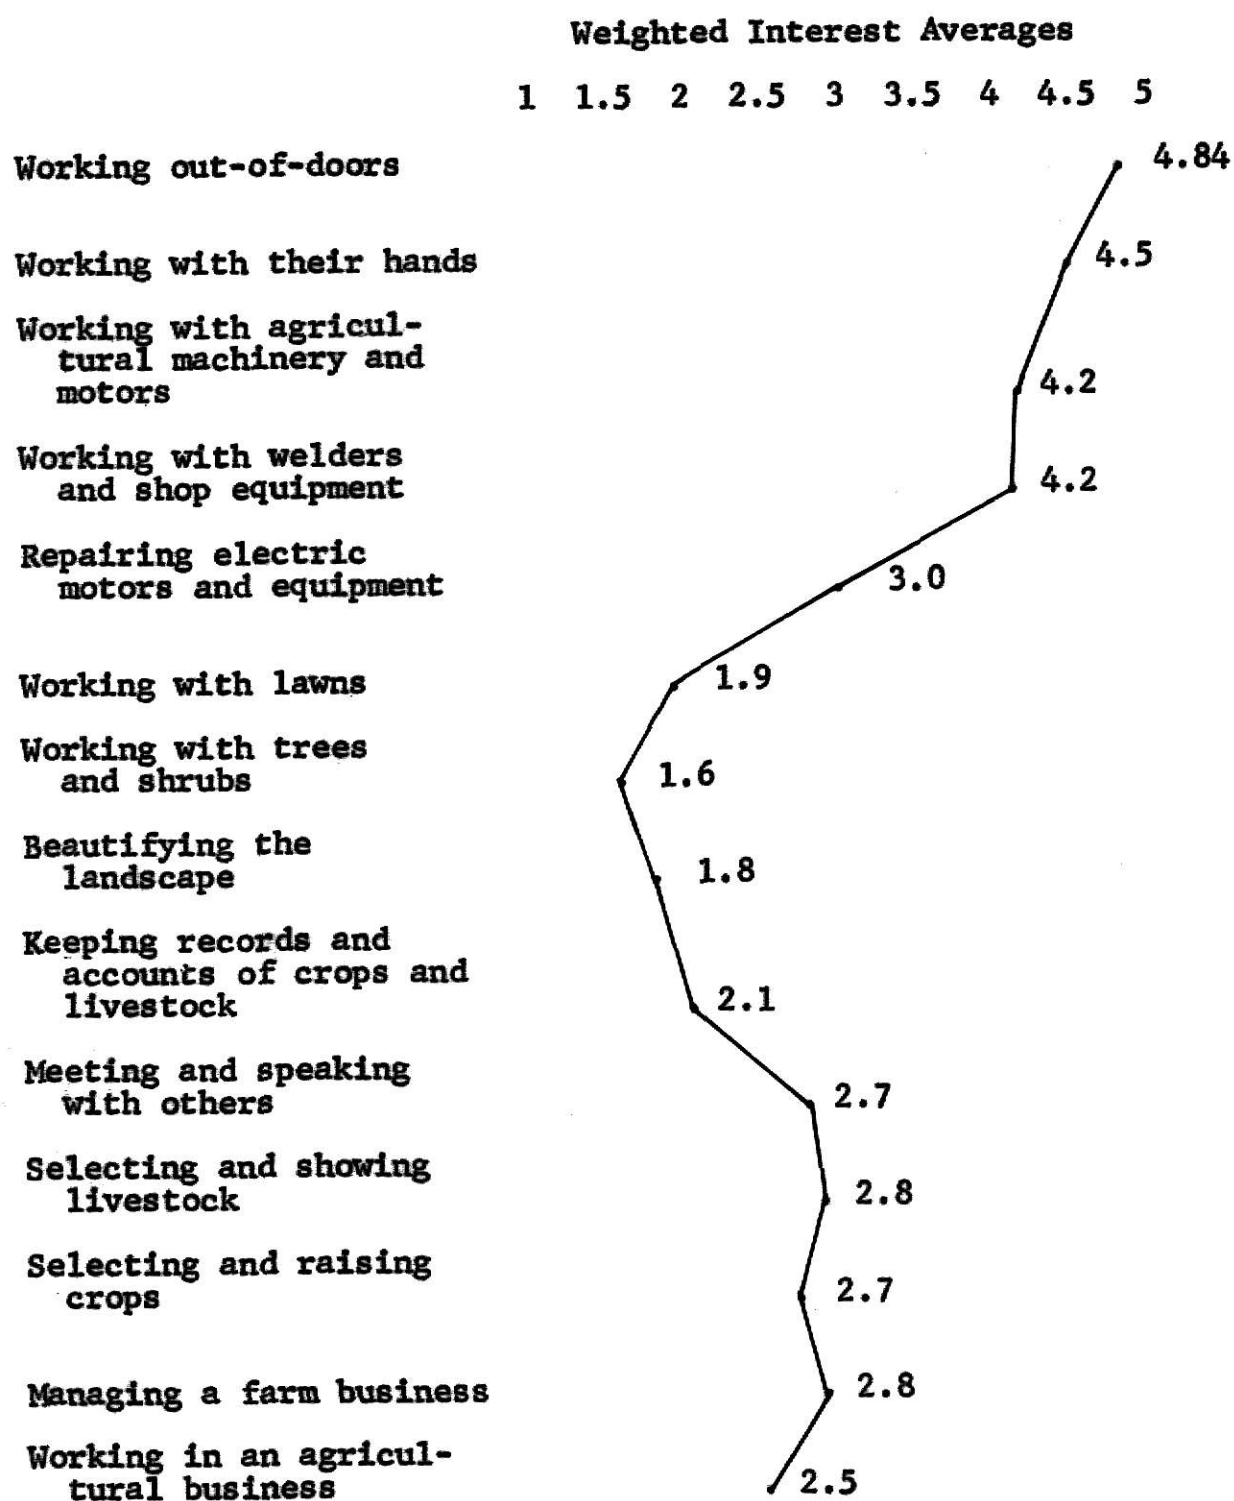 Weighted Interest Averages
1 1.5 2 2.5 3 3.5 4 4.5 5
Working out-of-doors 4.84
Working with their hands 4.5
Working with agricul-
tural machinery and
motors 4.2
Working with welders
and shop equipment 4.2
Repairing electric
motors and equipment 3.0
Working with lawns 1.9
Working with trees
and shrubs 1.6
Beautifying the
landscape 1.8
Keeping records and
accounts of crops and
livestock 2.1
Meeting and speaking
with others 2.7
Selecting and showing
livestock 2.8
Selecting and raising
crops 2.7
Managing a farm business 2.8
Working in an agricul-
tural business 2.5